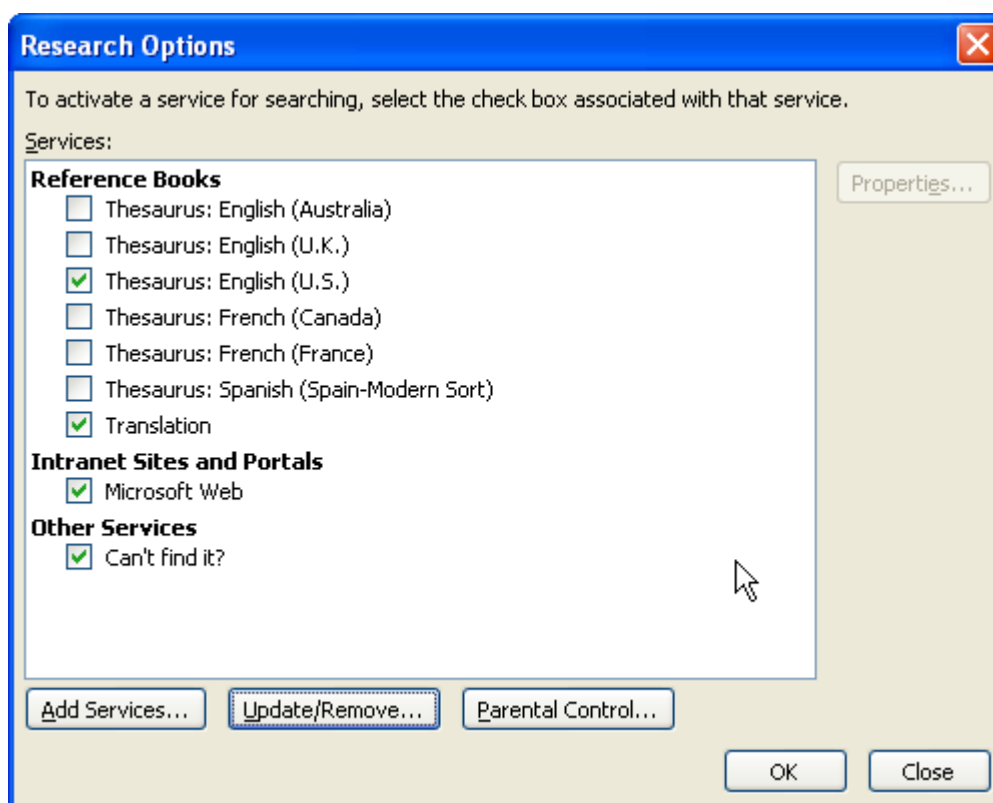 Research Options
To activate a service for searching, select the check box associated with that service.
Services:
Reference Books
Properties...
Thesaurus: English (Australia)
Thesaurus: English (U.K.)
Thesaurus: English (U.S.)
Thesaurus: French (Canada)
Thesaurus: French (France)
Thesaurus: Spanish (Spain-Modern Sort)
Translation
Intranet Sites and Portals
Microsoft Web
Other Services
Can't find it?
Add Services... Update/Remove... Parental Control...
OK Close